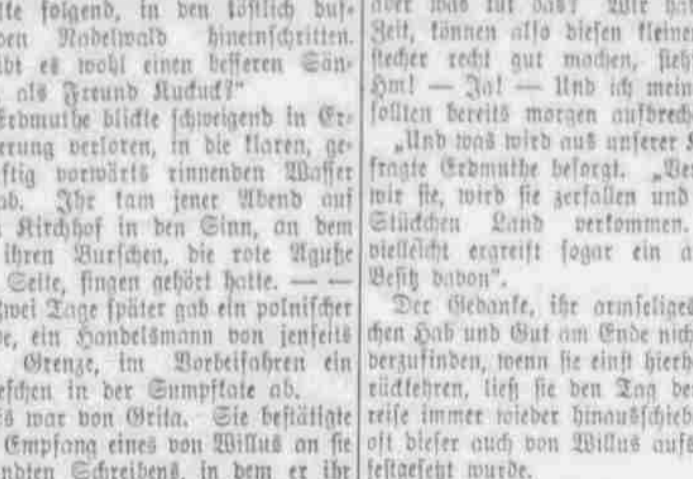 te folgend, in den köstlich duf-
den Nadelwald hineinschritten.
ibt es wohl einen besseren Sän-
als Freund Kuckuck?"
Erdmuthe blickte schweigend in Er-
erung verloren, in die klaren, ge-
ftig vorwärts rinnenden Wasser
ab. Ihr kam jener Abend auf
Kirchhof in den Sinn, an dem
ihren Burschen, die rote Aguße
Seite, singen gehört hatte. — —
wei Tage später gab ein polnischer
e, ein Handelsmann von jenseits
Grenze, im Vorbeifahren ein
efchen in der Sumpfkate ab.
s war von Grita. Sie bestätigte
Empfang eines von Willus an sie
ndten Schreibens, in dem er ihr
aber was tut das? Wir hab
Zeit, können also diesen kleinen
stecher recht gut machen, sieh
Hm! — Ja! — Und ich mein
sollten bereits morgen aufbrech
„Und was wird aus unserer K
fragte Erdmuthe besorgt. „Ver
wir sie, wird sie zerfallen und
Stückchen Land verkommen.
vielleicht ergreift sogar ein a
Besitz davon".
Der Gedanke, ihr armseliges
chen Hab und Gut am Ende nich
derzufinden, wenn sie einst hierh
rückkehren, ließ sie den Tag de
reise immer wieder hinausschieb
oft dieser auch von Willus aufs
festgesetzt wurde.